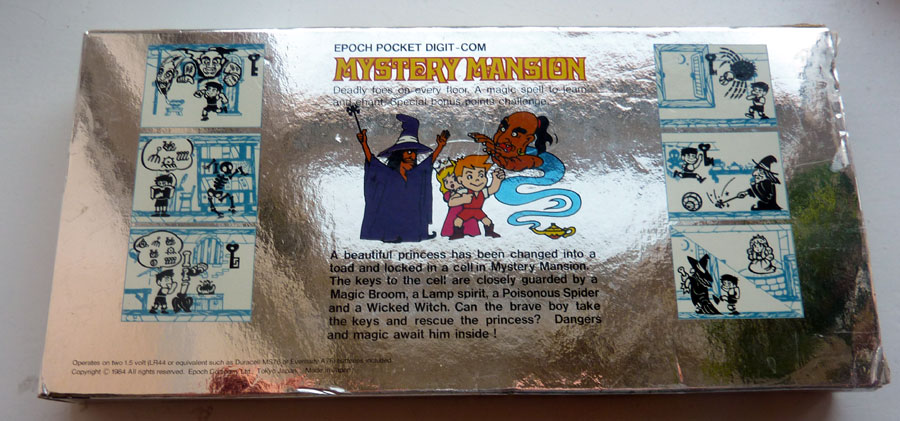 EPOCH POCKET DIGIT-COM
MYSTERY MANSION
Deadly foes on every floor. A magic spell to learn
and chant! Special bonus points challenge.
A beautiful princess has been changed into a
toad and locked in a cell in Mystery Mansion.
The keys to the cell are closely guarded by a
Magic Broom, a Lamp spirit, a Poisonous Spider
and a Wicked Witch. Can the brave boy take
the keys and rescue the princess? Dangers
and magic await him inside !
Operates on two 1.5 volt (LR44 or equivalent such as Duracell MS76 or Eveready A76) batteries included.
Copyright © 1984 All rights reserved. Epoch Co., Ltd., Tokyo Japan. Made in Japan